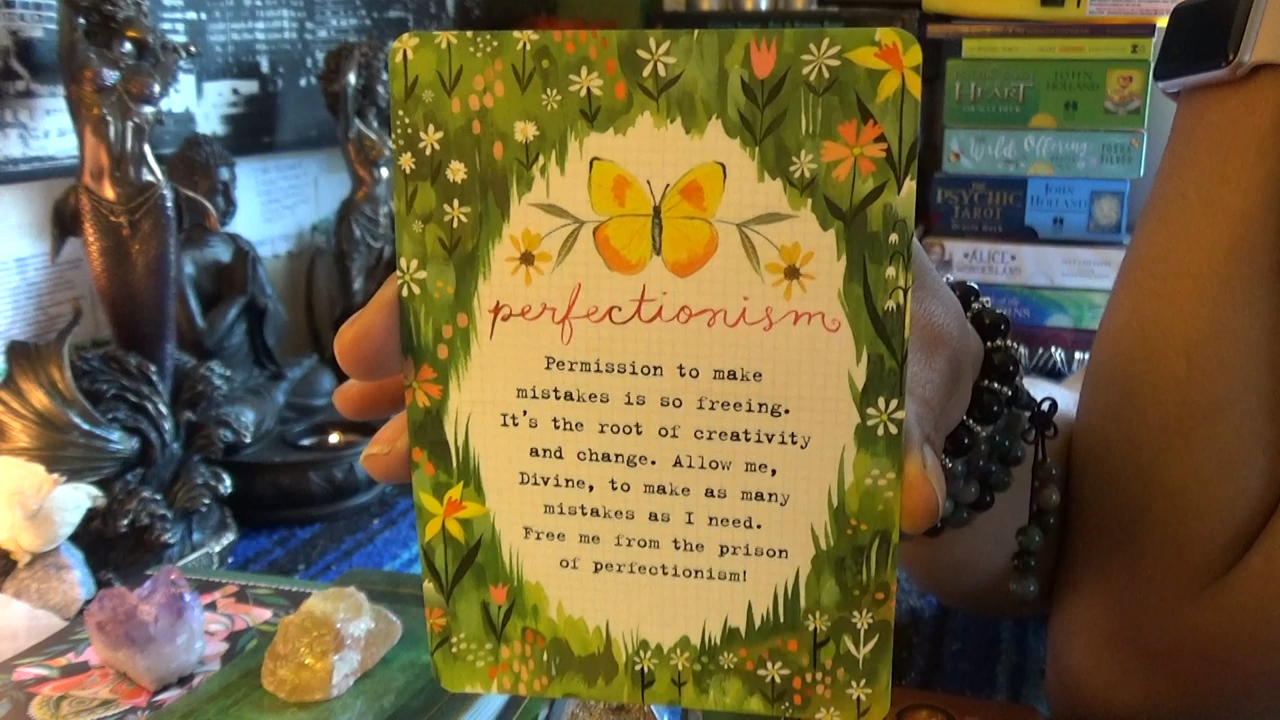 perfectionism
Permission to make
mistakes is so freeing.
It's the root of creativity
and change. Allow me,
Divine, to make as many
mistakes as I need.
Free me from the prison
of perfectionism!
HEART
JOHN
HOLLAND
Wild Offering
THE
PSYCHIC
TAROT
JOHN
HOLLAND
ALICE
WONDERLAND